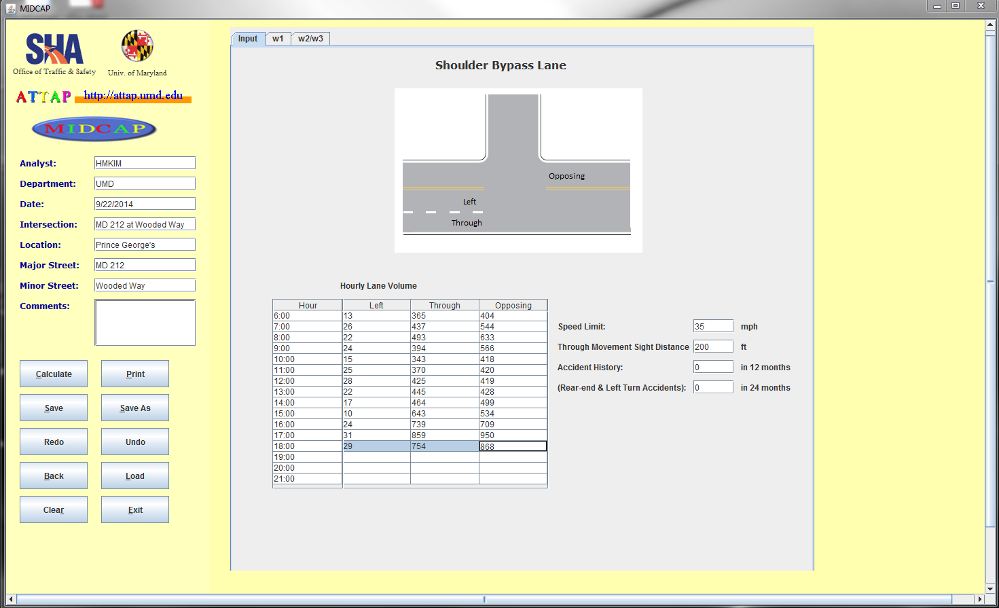 MIDCAP
SHA
Office of Traffic & Safety
Univ. of Maryland
ATTAP http://attap.umd.edu
MIDCAP
Analyst: HMKIM
Department: UMD
Date: 9/22/2014
Intersection: MD 212 at Wooded Way
Location: Prince George's
Major Street: MD 212
Minor Street: Wooded Way
Comments:
Calculate Print
Save Save As
Redo Undo
Back Load
Clear Exit
Input w1 w2/w3
Shoulder Bypass Lane
Opposing
Left
Through
Hourly Lane Volume
Hour Left Through Opposing
6:00 13 365 404
7:00 26 437 544
8:00 22 493 633
9:00 24 394 566
10:00 15 343 418
11:00 25 370 420
12:00 28 425 419
13:00 22 445 428
14:00 17 464 499
15:00 10 643 534
16:00 24 739 709
17:00 31 859 950
18:00 29 754 868
19:00
20:00
21:00
Speed Limit: 35 mph
Through Movement Sight Distance 200 ft
Accident History: 0 in 12 months
(Rear-end & Left Turn Accidents): 0 in 24 months